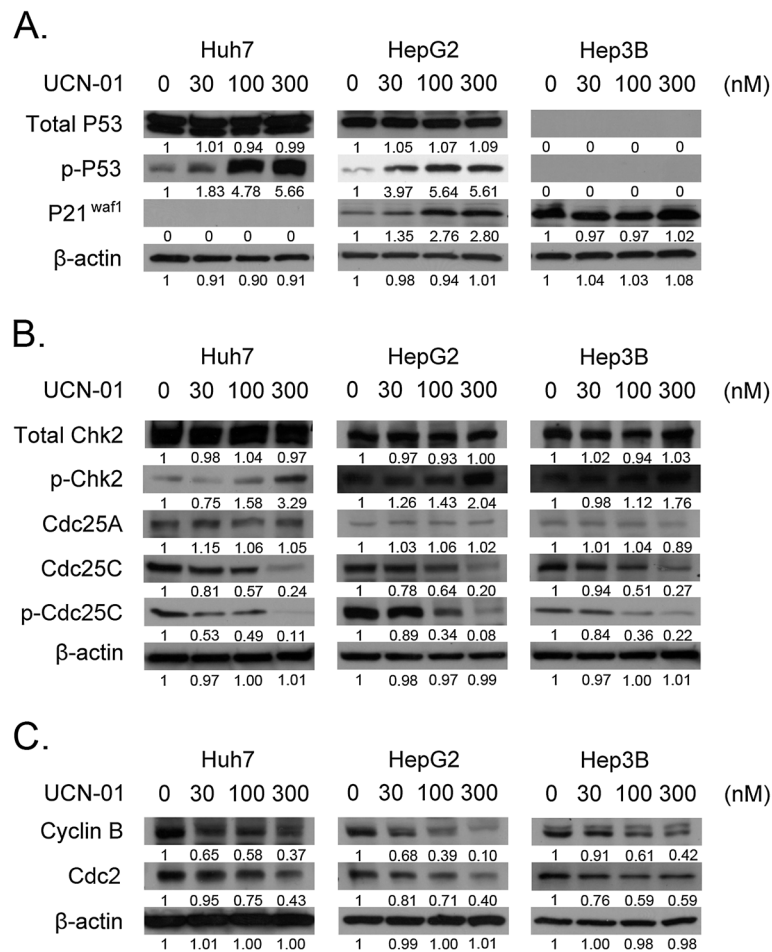 A.
Huh7 HepG2 Hep3B
UCN-01 0 30 100 300 0 30 100 300 0 30 100 300 (nM)
Total P53
1 1.01 0.94 0.99 1 1.05 1.07 1.09 0 0 0 0
p-P53
1 1.83 4.78 5.66 1 3.97 5.64 5.61 0 0 0 0
P21waf1
0 0 0 0 1 1.35 2.76 2.80 1 0.97 0.97 1.02
β-actin
1 0.91 0.90 0.91 1 0.98 0.94 1.01 1 1.04 1.03 1.08
B.
Huh7 HepG2 Hep3B
UCN-01 0 30 100 300 0 30 100 300 0 30 100 300 (nM)
Total Chk2
1 0.98 1.04 0.97 1 0.97 0.93 1.00 1 1.02 0.94 1.03
p-Chk2
1 0.75 1.58 3.29 1 1.26 1.43 2.04 1 0.98 1.12 1.76
Cdc25A
1 1.15 1.06 1.05 1 1.03 1.06 1.02 1 1.01 1.04 0.89
Cdc25C
1 0.81 0.57 0.24 1 0.78 0.64 0.20 1 0.94 0.51 0.27
p-Cdc25C
1 0.53 0.49 0.11 1 0.89 0.34 0.08 1 0.84 0.36 0.22
β-actin
1 0.97 1.00 1.01 1 0.98 0.97 0.99 1 0.97 1.00 1.01
C.
Huh7 HepG2 Hep3B
UCN-01 0 30 100 300 0 30 100 300 0 30 100 300 (nM)
Cyclin B
1 0.65 0.58 0.37 1 0.68 0.39 0.10 1 0.91 0.61 0.42
Cdc2
1 0.95 0.75 0.43 1 0.81 0.71 0.40 1 0.76 0.59 0.59
β-actin
1 1.01 1.00 1.00 1 0.99 1.00 1.01 1 1.00 0.98 0.98